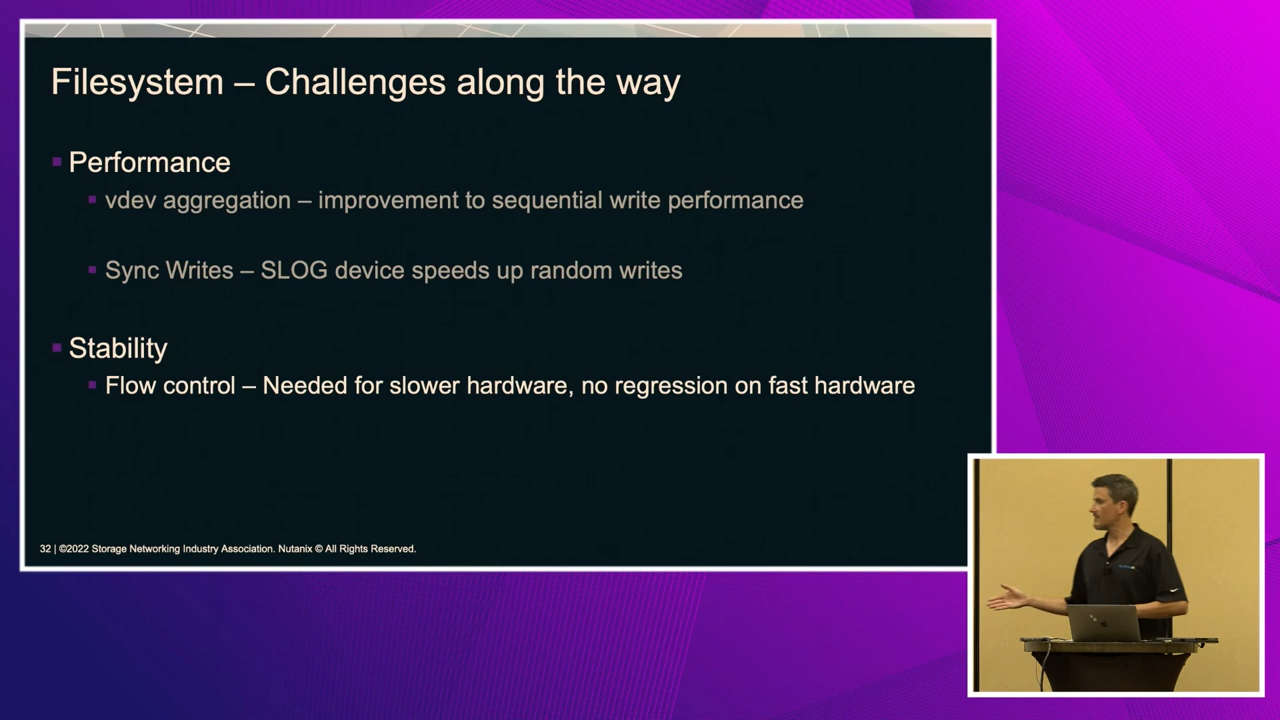 Filesystem – Challenges along the way
Performance
vdev aggregation – improvement to sequential write performance
Sync Writes – SLOG device speeds up random writes
Stability
Flow control – Needed for slower hardware, no regression on fast hardware
32 | ©2022 Storage Networking Industry Association. Nutanix © All Rights Reserved.